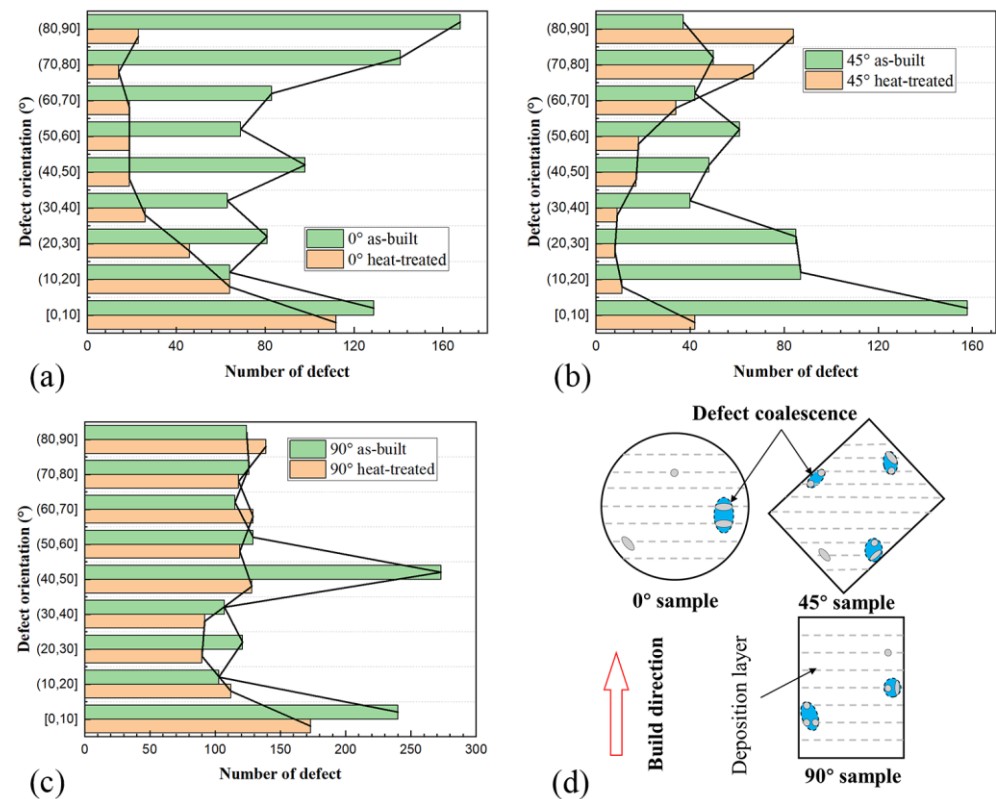 Defect orientation (°)
(80,90]
(70,80]
(60,70]
(50,60]
(40,50]
(30,40]
(20,30]
(10,20]
[0,10]
0° as-built
0° heat-treated
0 40 80 120 160
Number of defect
(a)
Defect orientation (°)
(80,90]
(70,80]
(60,70]
(50,60]
(40,50]
(30,40]
(20,30]
(10,20]
[0,10]
45° as-built
45° heat-treated
0 40 80 120 160
Number of defect
(b)
Defect orientation (°)
(80,90]
(70,80]
(60,70]
(50,60]
(40,50]
(30,40]
(20,30]
(10,20]
[0,10]
90° as-built
90° heat-treated
0 50 100 150 200 250 300
Number of defect
(c)
Defect coalescence
0° sample
45° sample
Build direction
Deposition layer
90° sample
(d)